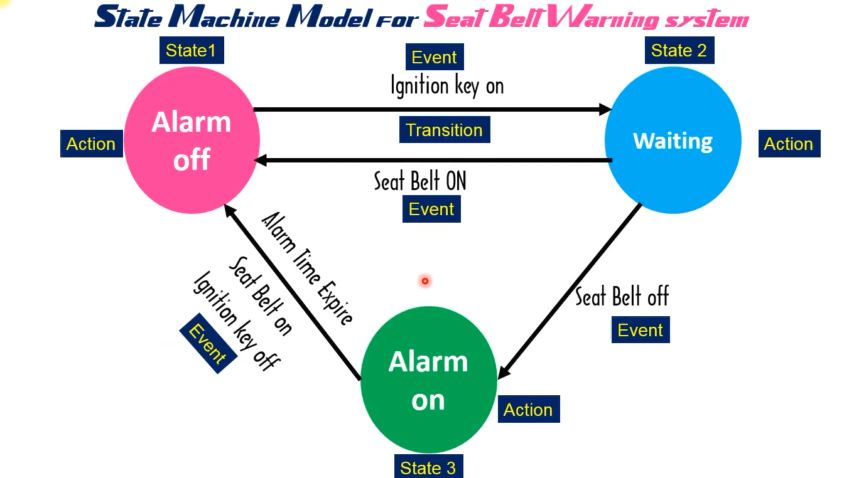 State Machine Model for Seat Belt Warning system
State1
Event
State 2
Ignition key on
Alarm
off
Action
Transition
Waiting
Action
Seat Belt ON
Event
Alarm Time Expire
Seat Belt on
Ignition key off
Event
Seat Belt off
Event
Alarm
on
Action
State 3